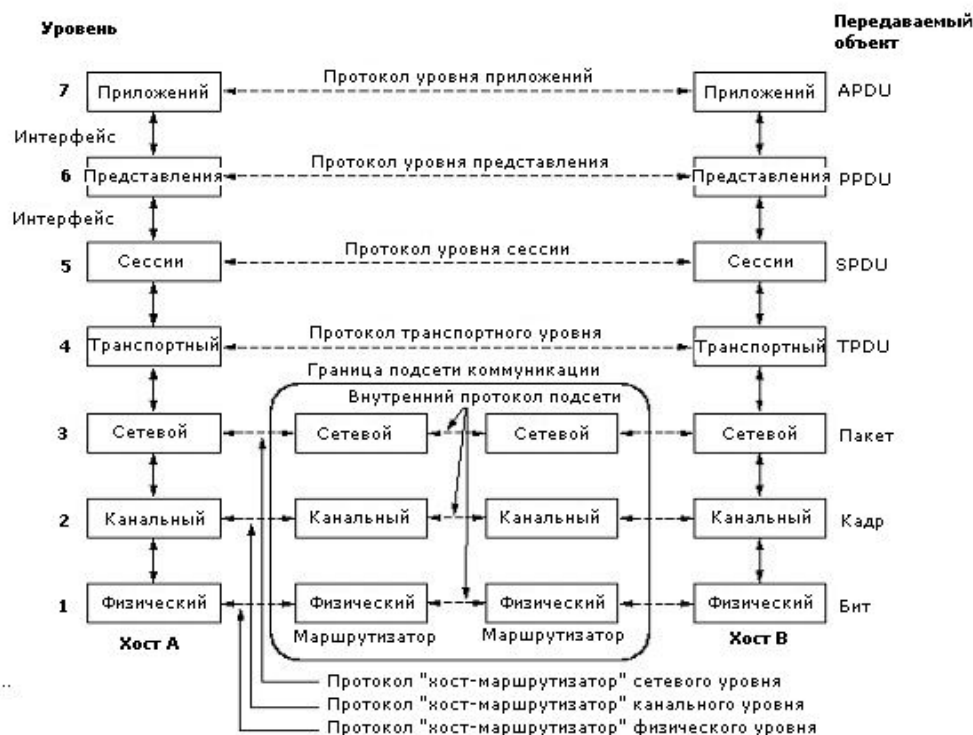 Уровень
Передаваемый
объект
7 Приложений Протокол уровня приложений Приложений APDU
Интерфейс
6 Представления Протокол уровня представления Представления PPDU
Интерфейс
5 Сессии Протокол уровня сессии Сессии SPDU
4 Транспортный Протокол транспортного уровня Транспортный TPDU
Граница подсети коммуникации
Внутренний протокол подсети
3 Сетевой Сетевой Сетевой Сетевой Пакет
2 Канальный Канальный Канальный Канальный Кадр
1 Физический Физический Физический Физический Бит
Хост А Маршрутизатор Маршрутизатор Хост В
..
Протокол "хост-маршрутизатор" сетевого уровня
Протокол "хост-маршрутизатор" канального уровня
Протокол "хост-маршрутизатор" физического уровня